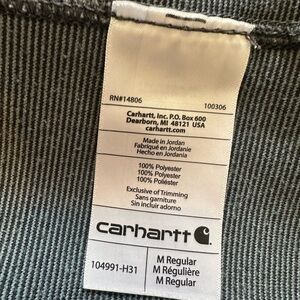 RN#14806 100306
Carhartt, Inc. P.O. Box 600
Dearborn, MI 48121 USA
carhartt.com
Made in Jordan
Fabriqué en Jordanie
Hecho en Jordania
100% Polyester
100% Polyester
100% Poliéster
Exclusive of Trimming
Sans garniture
Sin incluir adorno
carhartt
104991-H31
M Regular
M Régulière
M Regular